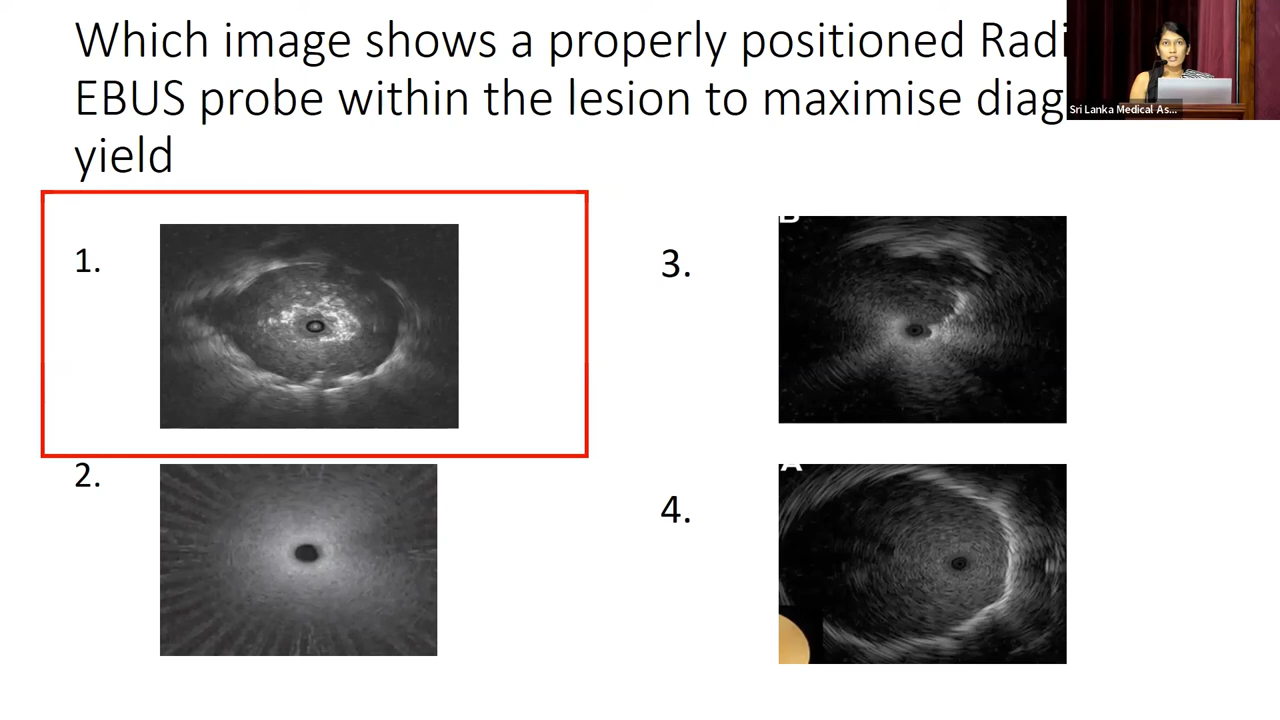 Which image shows a properly positioned Radi
EBUS probe within the lesion to maximise diag
yield
Sri Lanka Medical As...
1.
3.
B
2.
4.
A